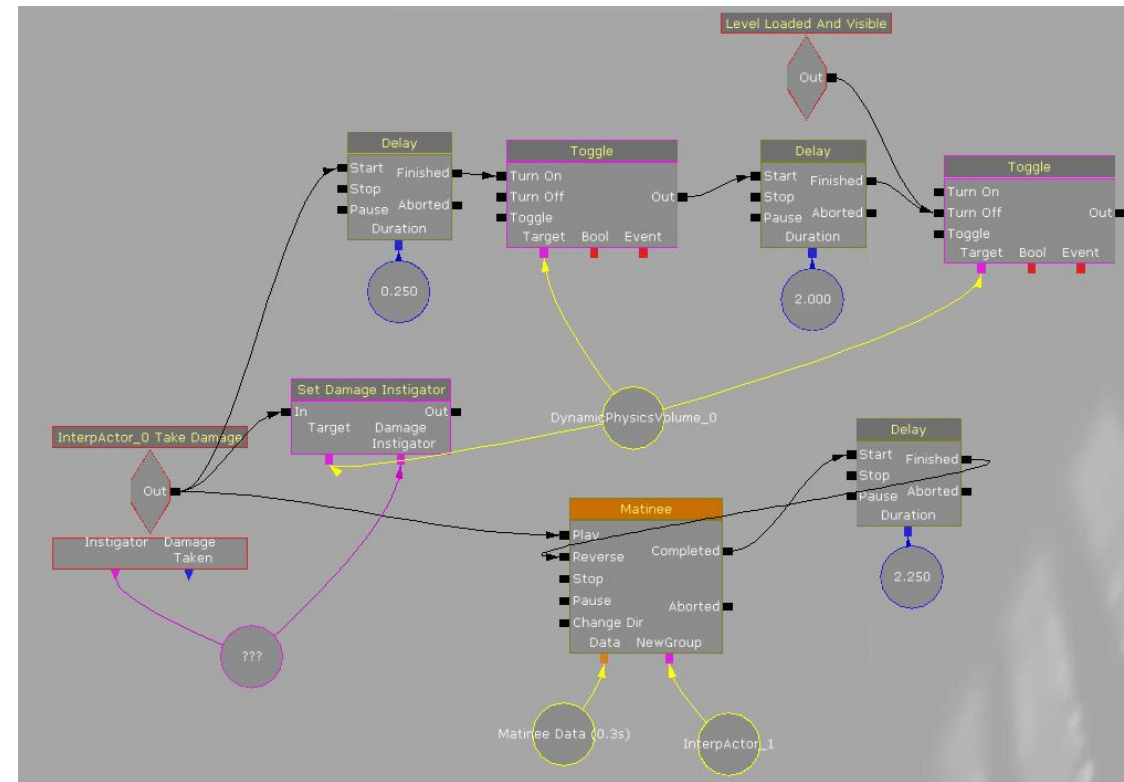 Level Loaded And Visible
Out
Delay
Start Finished
Stop
Pause Aborted
Duration
0.250
Toggle
Turn On
Turn Off Out
Toggle
Target Bool Event
Delay
Start Finished
Stop
Pause Aborted
Duration
2.000
Toggle
Turn On
Turn Off Out
Toggle
Target Bool Event
Set Damage Instigator
In Out
Target Damage
Instigator
DynamicPhysicsVolume_0
InterpActor_0 Take Damage
Out
Instigator Damage
Taken
???
Matinee
Play
Reverse Completed
Stop
Pause Aborted
Change Dir
Data NewGroup
Matinee Data (0.3s)
InterpActor_1
Delay
Start Finished
Stop
Pause Aborted
Duration
2.250